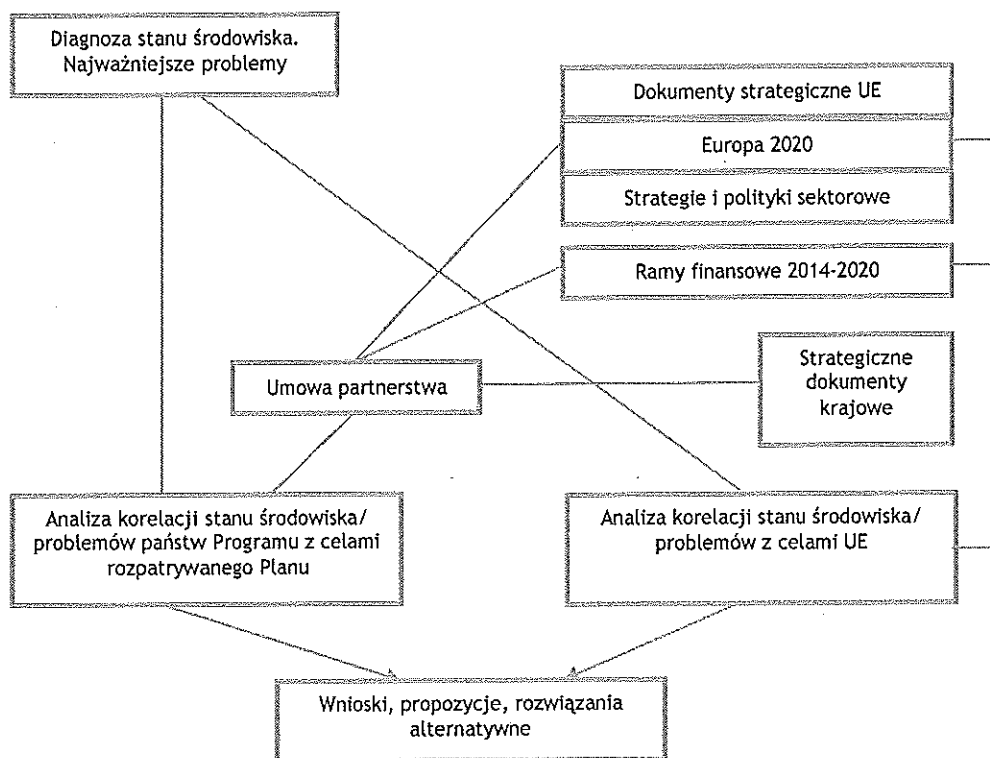 Diagnoza stanu środowiska.
Najważniejsze problemy
Dokumenty strategiczne UE
Europa 2020
Strategie i polityki sektorowe
Ramy finansowe 2014-2020
Umowa partnerstwa
Strategiczne
dokumenty
krajowe
Analiza korelacji stanu środowiska/
problemów państw Programu z celami
rozpatrywanego Planu
Analiza korelacji stanu środowiska/
problemów z celami UE
Wnioski, propozycje, rozwiązania
alternatywne